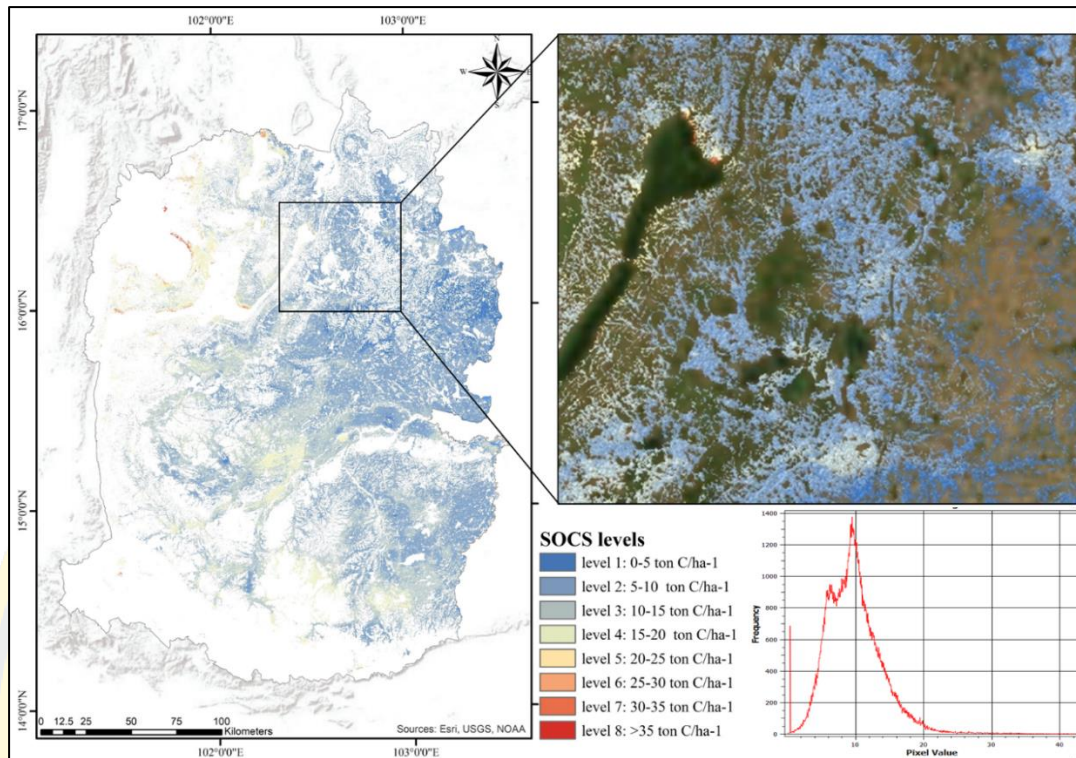 102°0'0"E
103°0'0"E
N
W
S
17°0'0"N
16°0'0"N
15°0'0"N
14°0'0"N
0 12.5 25 50 75 100
Kilometers
Sources: Esri, USGS, NOAA
102°0'0"E
103°0'0"E
SOCS levels
level 1: 0-5 ton C/ha-1
level 2: 5-10 ton C/ha-1
level 3: 10-15 ton C/ha-1
level 4: 15-20 ton C/ha-1
level 5: 20-25 ton C/ha-1
level 6: 25-30 ton C/ha-1
level 7: 30-35 ton C/ha-1
level 8: >35 ton C/ha-1
1400
1200
1000
800
600
400
200
0
Frequency
10 20 30 40
Pixel Value